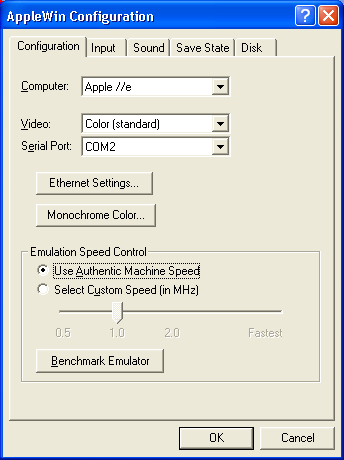 AppleWin Configuration
Configuration Input Sound Save State Disk
Computer: Apple //e
Video: Color (standard)
Serial Port: COM2
Ethernet Settings...
Monochrome Color...
Emulation Speed Control
Use Authentic Machine Speed
Select Custom Speed (in MHz)
0.5 1.0 2.0 Fastest
Benchmark Emulator
OK Cancel